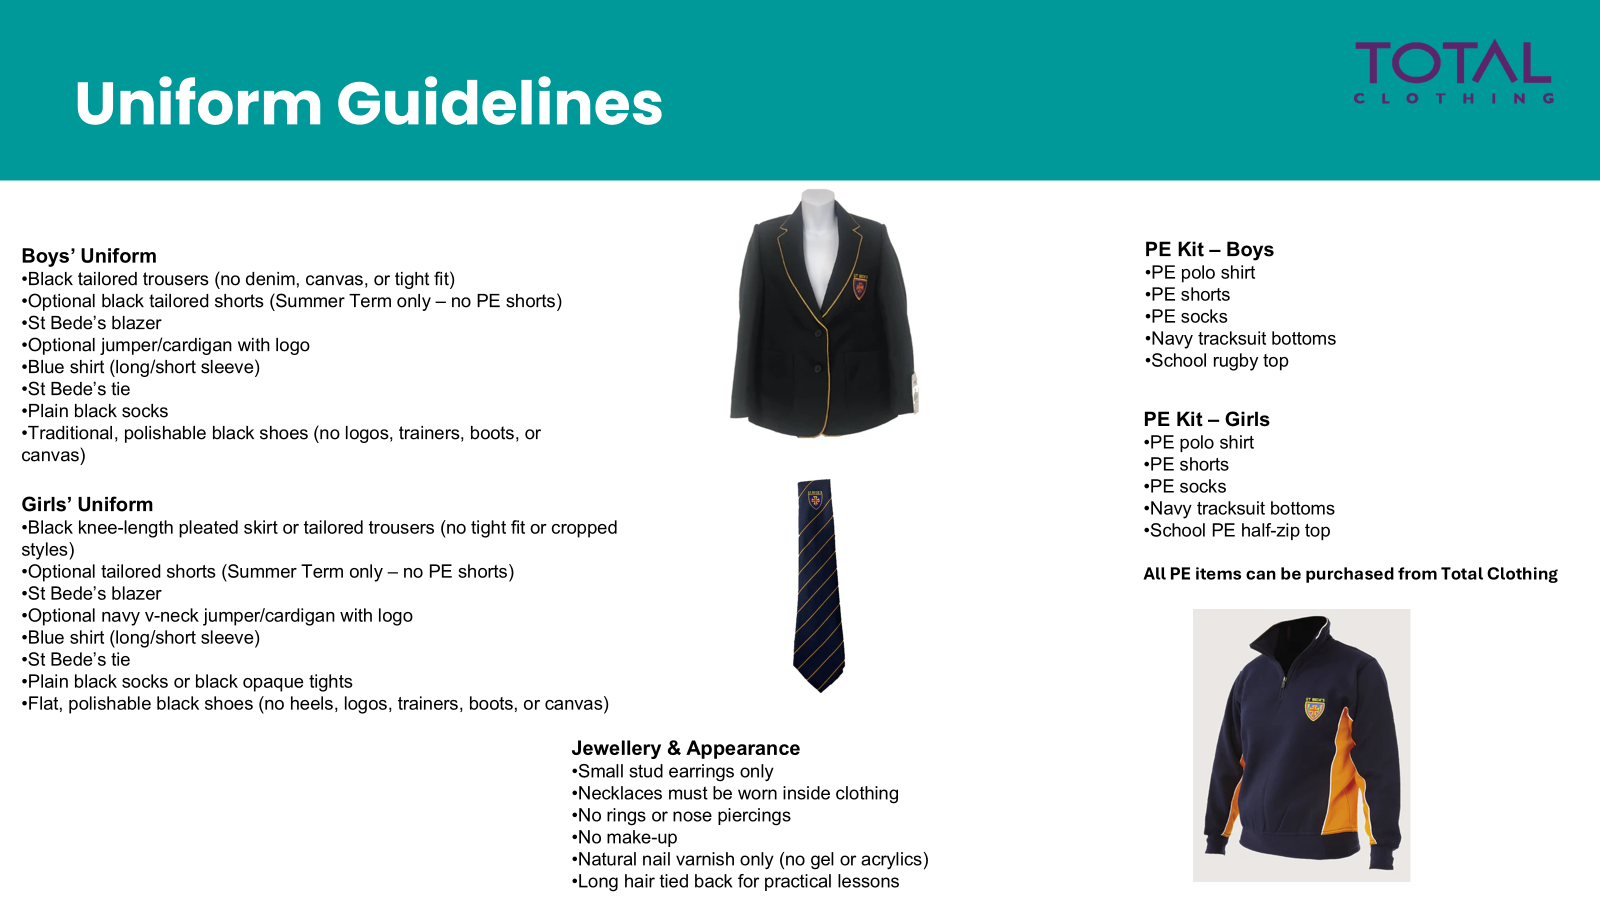 Uniform Guidelines
TOTAL
CLOTHING
Boys’ Uniform
•Black tailored trousers (no denim, canvas, or tight fit)
•Optional black tailored shorts (Summer Term only – no PE shorts)
•St Bede’s blazer
•Optional jumper/cardigan with logo
•Blue shirt (long/short sleeve)
•St Bede’s tie
•Plain black socks
•Traditional, polishable black shoes (no logos, trainers, boots, or
canvas)
Girls’ Uniform
•Black knee-length pleated skirt or tailored trousers (no tight fit or cropped
styles)
•Optional tailored shorts (Summer Term only – no PE shorts)
•St Bede’s blazer
•Optional navy v-neck jumper/cardigan with logo
•Blue shirt (long/short sleeve)
•St Bede’s tie
•Plain black socks or black opaque tights
•Flat, polishable black shoes (no heels, logos, trainers, boots, or canvas)
Jewellery & Appearance
•Small stud earrings only
•Necklaces must be worn inside clothing
•No rings or nose piercings
•No make-up
•Natural nail varnish only (no gel or acrylics)
•Long hair tied back for practical lessons
PE Kit – Boys
•PE polo shirt
•PE shorts
•PE socks
•Navy tracksuit bottoms
•School rugby top
PE Kit – Girls
•PE polo shirt
•PE shorts
•PE socks
•Navy tracksuit bottoms
•School PE half-zip top
All PE items can be purchased from Total Clothing
ST BEDE'S